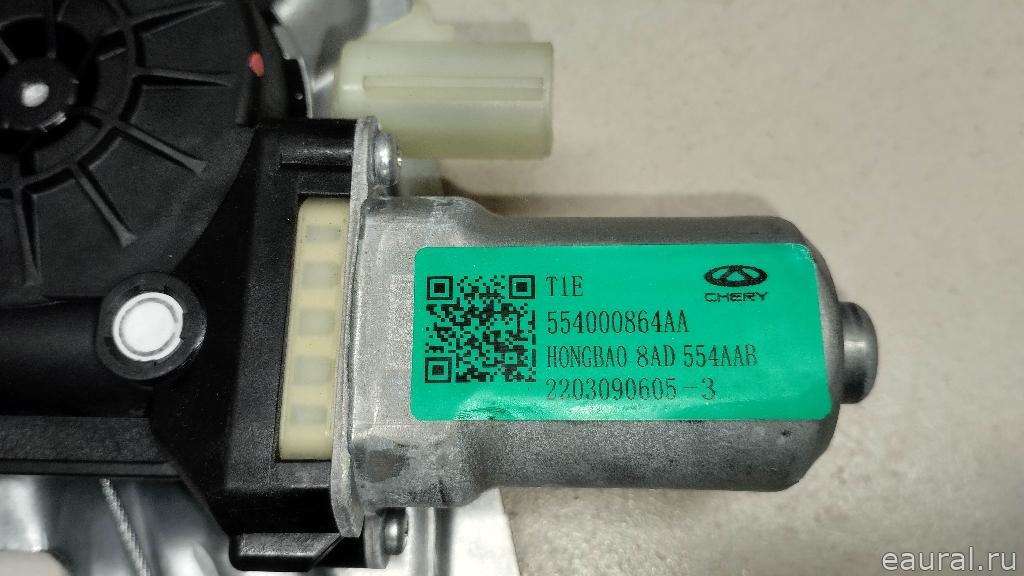 T1E
CHERY
554000864AA
HONGBAO 8AD 554AAB
2203090605-3
eaural.ru